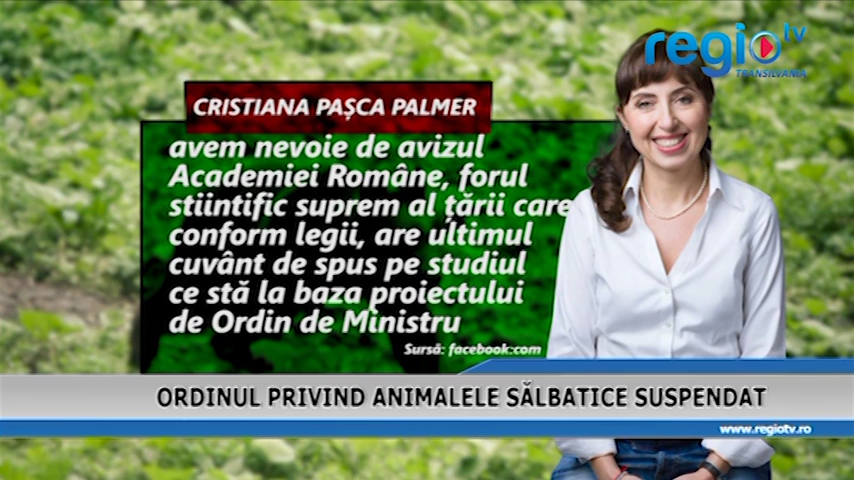 regio tv
TRANSILVANIA
CRISTIANA PAȘCA PALMER
avem nevoie de avizul
Academiei Române, forul
stiintific suprem al țării care
conform legii, are ultimul
cuvânt de spus pe studiul
ce stă la baza proiectului
de Ordin de Ministru
Sursă: facebook:com
ORDINUL PRIVIND ANIMALELE SĂLBATICE SUSPENDAT
www.regiotv.ro